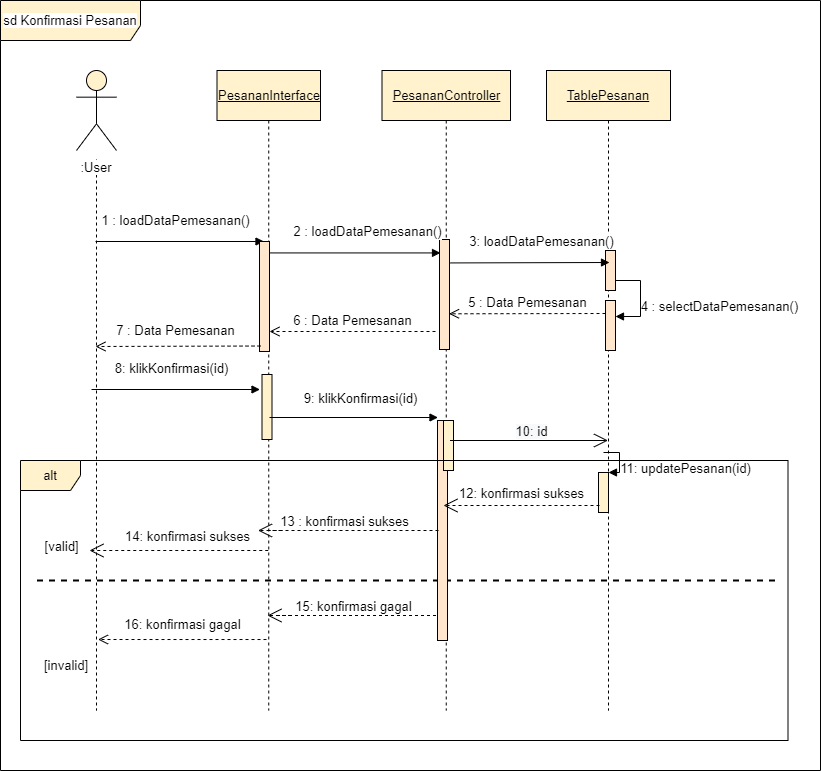 sd Konfirmasi Pesanan
PesananInterface
PesananController
TablePesanan
:User
1 : loadDataPemesanan()
2 : loadDataPemesanan()
3: loadDataPemesanan()
4 : selectDataPemesanan()
5 : Data Pemesanan
6 : Data Pemesanan
7 : Data Pemesanan
8: klikKonfirmasi(id)
9: klikKonfirmasi(id)
10: id
alt
11: updatePesanan(id)
12: konfirmasi sukses
13 : konfirmasi sukses
14: konfirmasi sukses
[valid]
15: konfirmasi gagal
16: konfirmasi gagal
[invalid]